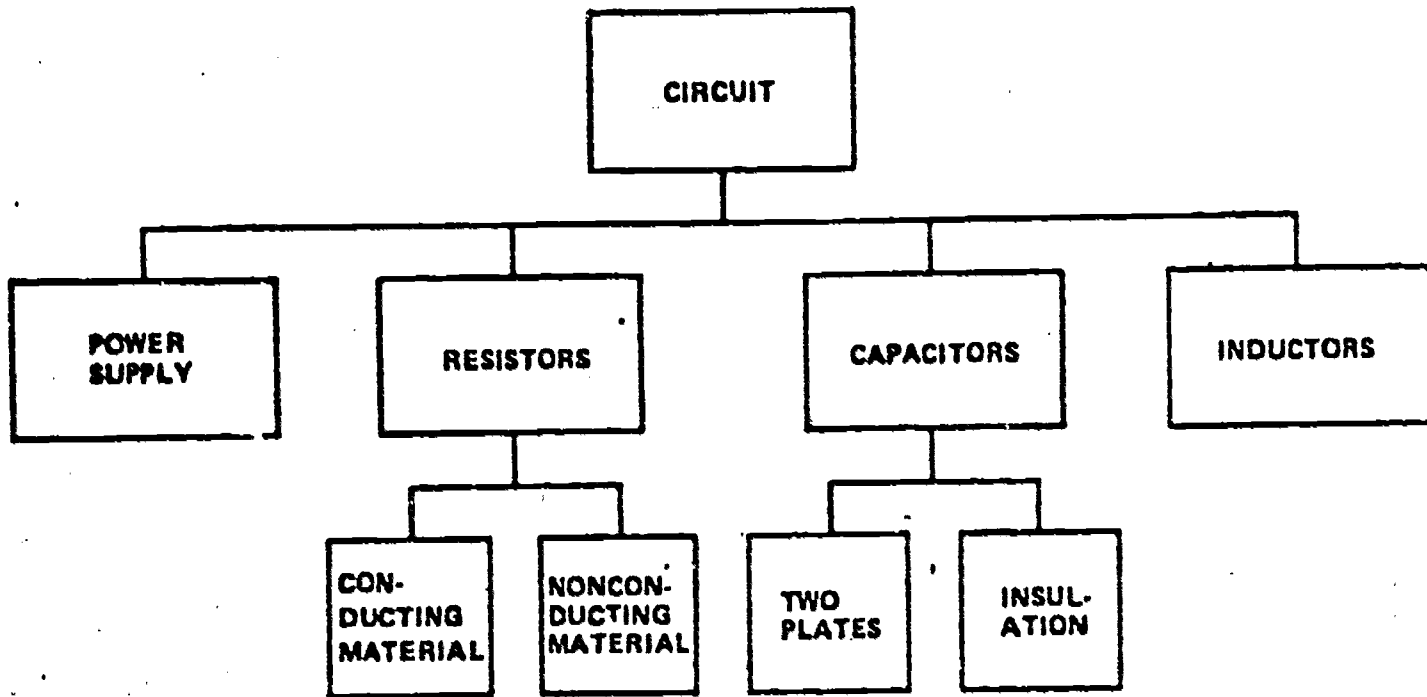 CIRCUIT
POWER
SUPPLY
RESISTORS
CAPACITORS
INDUCTORS
CON-
DUCTING
MATERIAL
NONCON-
DUCTING
MATERIAL
TWO
PLATES
INSUL-
ATION